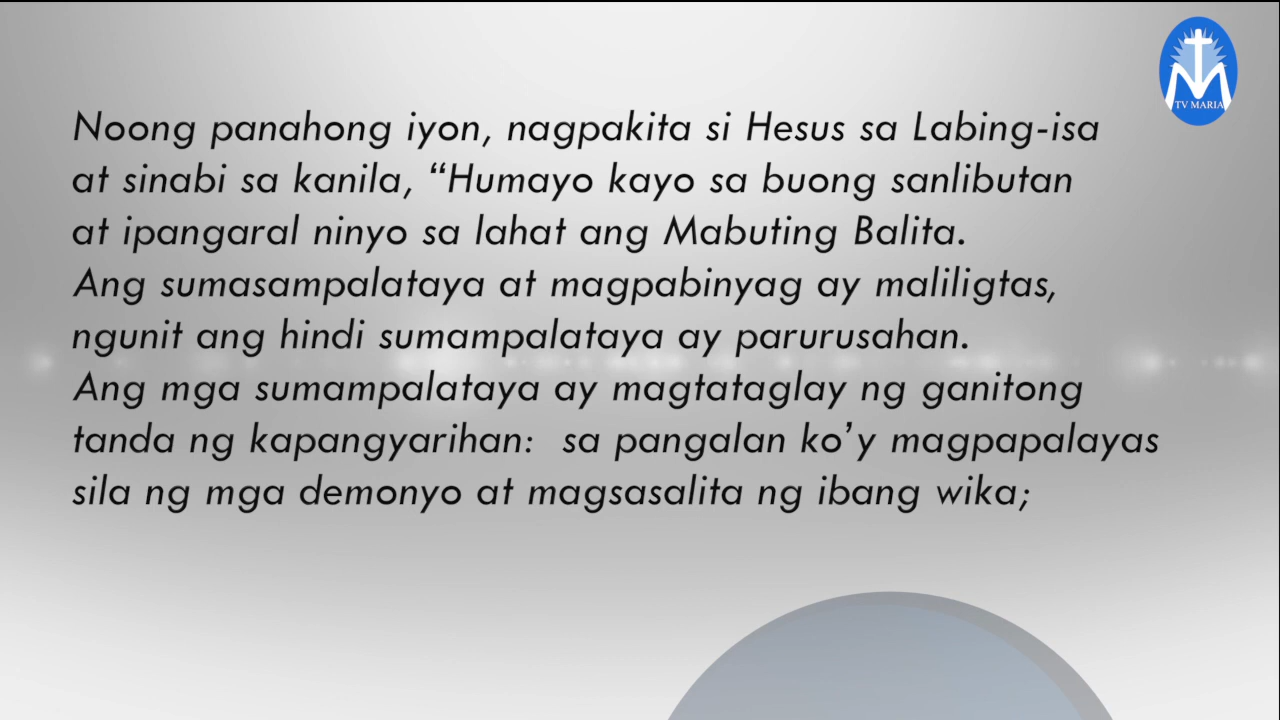 TV MARIA
Noong panahong iyon, nagpakita si Hesus sa Labing-isa
at sinabi sa kanila, “Humayo kayo sa buong sanlibutan
at ipangaral ninyo sa lahat ang Mabuting Balita.
Ang sumasampalataya at magpabinyag ay maliligtas,
ngunit ang hindi sumampalataya ay parurusahan.
Ang mga sumampalataya ay magtataglay ng ganitong
tanda ng kapangyarihan:  sa pangalan ko’y magpapalayas
sila ng mga demonyo at magsasalita ng ibang wika;